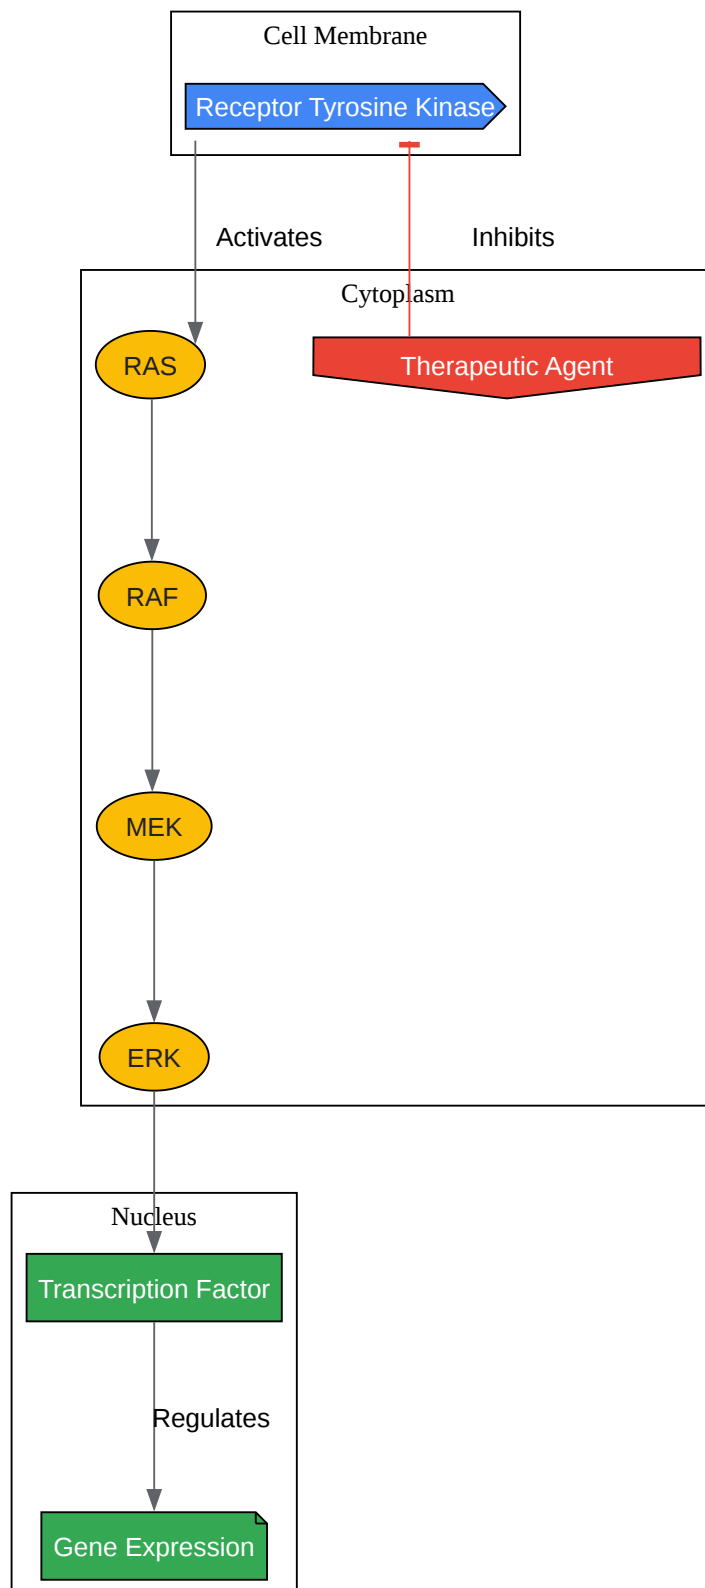 Cell Membrane
Receptor Tyrosine Kinase
Activates
Inhibits
Cytoplasm
RAS
Therapeutic Agent
RAF
MEK
ERK
Nucleus
Transcription Factor
Regulates
Gene Expression